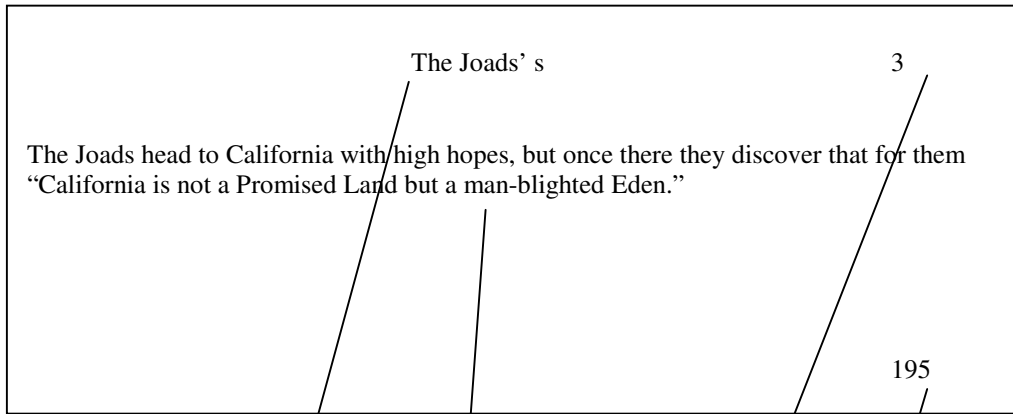 The Joads’ s 3
The Joads head to California with high hopes, but once there they discover that for them
“California is not a Promised Land but a man-blighted Eden.”
195